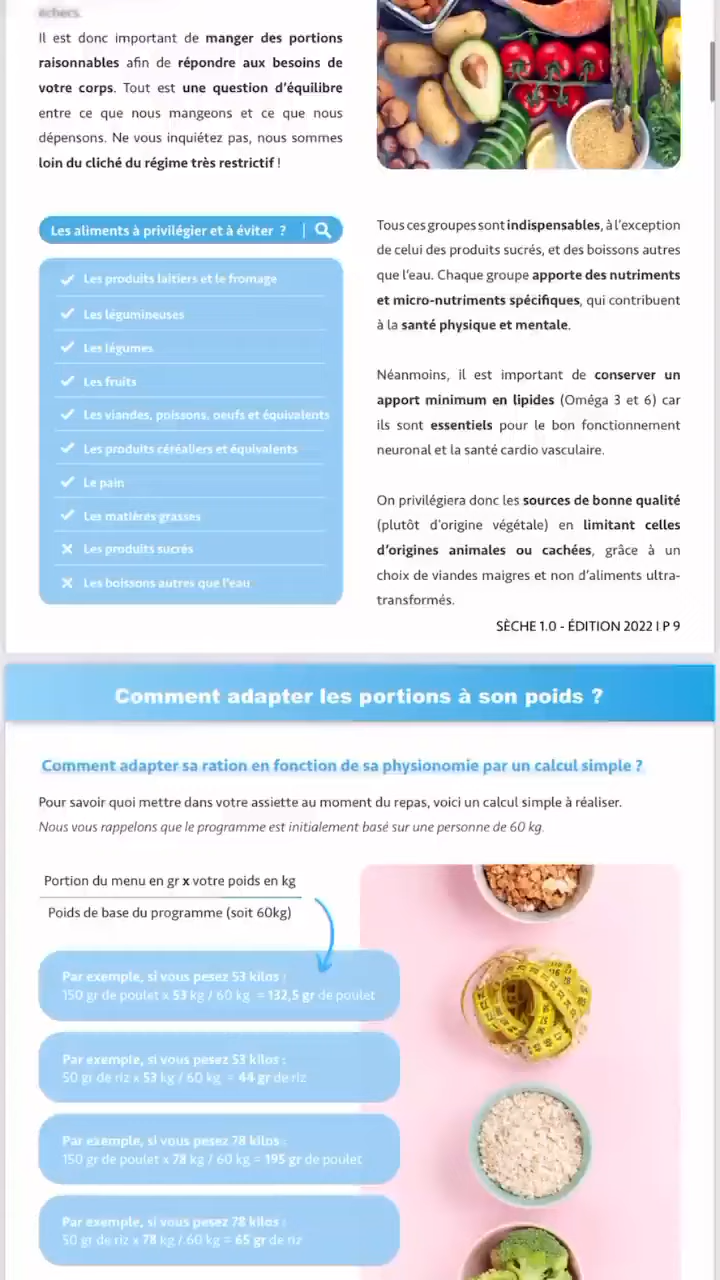 échecs.
Il est donc important de manger des portions
raisonnables afin de répondre aux besoins de
votre corps. Tout est une question d'équilibre
entre ce que nous mangeons et ce que nous
dépensons. Ne vous inquiétez pas, nous sommes
loin du cliché du régime très restrictif !
Les aliments à privilégier et à éviter ?
Les produits laitiers et le fromage
Les légumineuses
Les légumes
Les fruits
Les viandes, poissons, oeufs et équivalents
Les produits céréaliers et équivalents
Le pain
Les matières grasses
Les produits sucrés
Les boissons autres que l'eau
Tous ces groupes sont indispensables, à l'exception
de celui des produits sucrés, et des boissons autres
que l'eau. Chaque groupe apporte des nutriments
et micro-nutriments spécifiques, qui contribuent
à la santé physique et mentale.
Néanmoins, il est important de conserver un
apport minimum en lipides (Oméga 3 et 6) car
ils sont essentiels pour le bon fonctionnement
neuronal et la santé cardio vasculaire.
On privilégiera donc les sources de bonne qualité
(plutôt d'origine végétale) en limitant celles
d'origines animales ou cachées, grâce à un
choix de viandes maigres et non d'aliments ultra-
transformés.
SÈCHE 1.0 - ÉDITION 2022 I P 9
Comment adapter les portions à son poids ?
Comment adapter sa ration en fonction de sa physionomie par un calcul simple ?
Pour savoir quoi mettre dans votre assiette au moment du repas, voici un calcul simple à réaliser.
Nous vous rappelons que le programme est initialement basé sur une personne de 60 kg.
Portion du menu en gr x votre poids en kg
Poids de base du programme (soit 60kg)
Par exemple, si vous pesez 53 kilos :
150 gr de poulet x 53 kg / 60 kg = 132,5 gr de poulet
Par exemple, si vous pesez 53 kilos :
50 gr de riz x 53 kg / 60 kg = 44 gr de riz
Par exemple, si vous pesez 78 kilos :
150 gr de poulet x 78 kg / 60 kg = 195 gr de poulet
Par exemple, si vous pesez 78 kilos :
50 gr de riz x 78 kg / 60 kg = 65 gr de riz